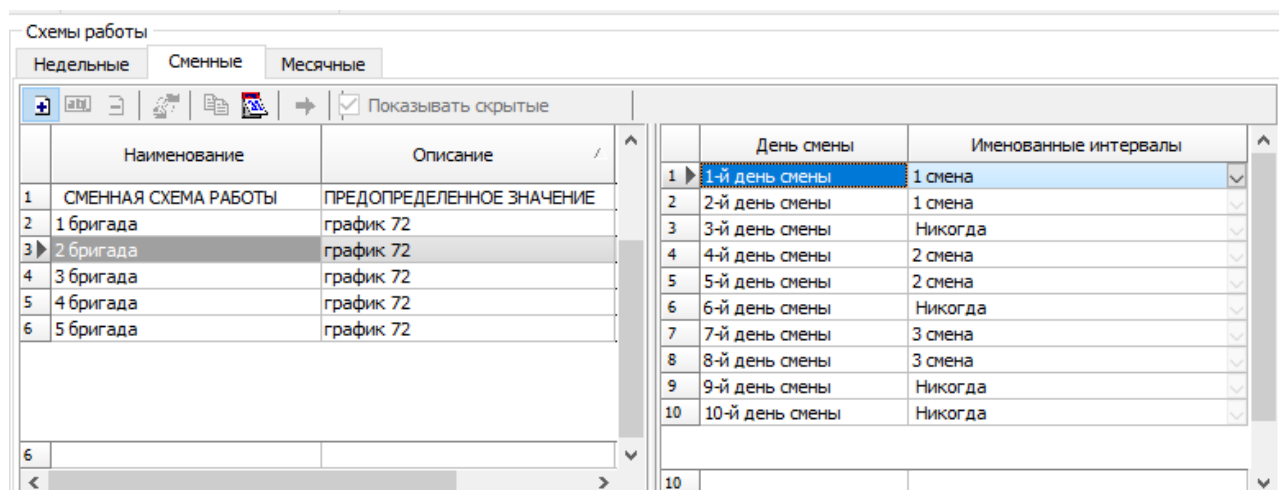 Схемы работы
Недельные Сменные Месячные
Показывать скрытые
Наименование Описание
1 СМЕННАЯ СХЕМА РАБОТЫ ПРЕДОПРЕДЕЛЕННОЕ ЗНАЧЕНИЕ
2 1 бригада график 72
3 2 бригада график 72
4 3 бригада график 72
5 4 бригада график 72
6 5 бригада график 72
6
День смены Именованные интервалы
1 1-й день смены 1 смена
2 2-й день смены 1 смена
3 3-й день смены Никогда
4 4-й день смены 2 смена
5 5-й день смены 2 смена
6 6-й день смены Никогда
7 7-й день смены 3 смена
8 8-й день смены 3 смена
9 9-й день смены Никогда
10 10-й день смены Никогда
10